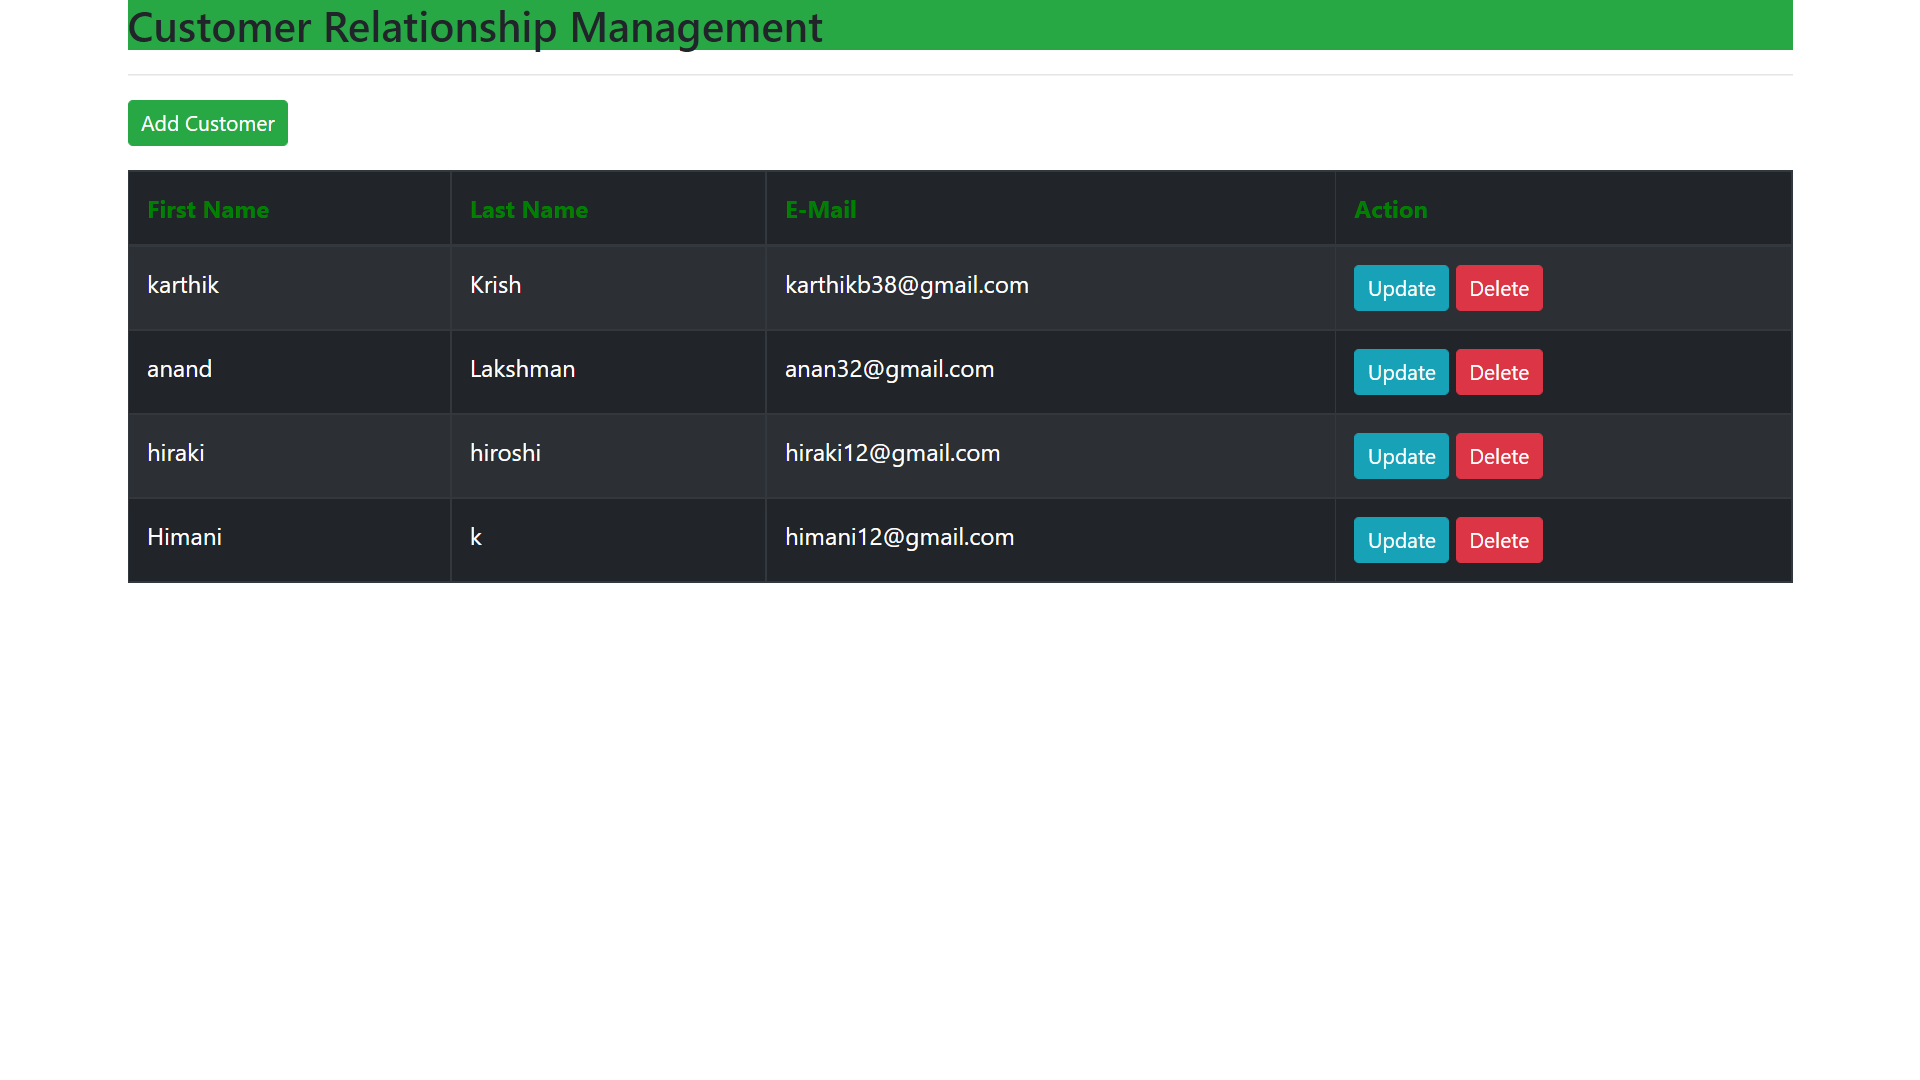 Customer Relationship Management
Add Customer
First Name Last Name E-Mail Action
karthik Krish karthikb38@gmail.com Update Delete
anand Lakshman anan32@gmail.com Update Delete
hiraki hiroshi hiraki12@gmail.com Update Delete
Himani k himani12@gmail.com Update Delete